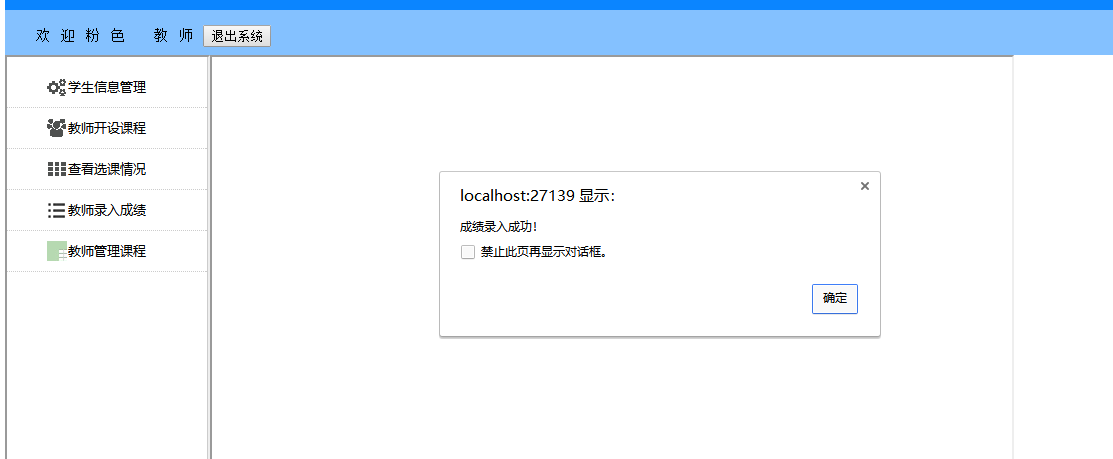 欢 迎 粉 色 教 师 退出系统
学生信息管理
教师开设课程
查看选课情况
教师录入成绩
教师管理课程
localhost:27139 显示：
成绩录入成功！
禁止此页再显示对话框。
确定